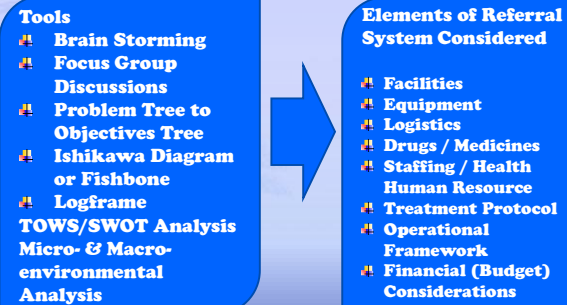 Tools
Brain Storming
Focus Group
Discussions
Problem Tree to
Objectives Tree
Ishikawa Diagram
or Fishbone
Logframe
TOWS/SWOT Analysis
Micro- & Macro-
environmental
Analysis
Elements of Referral
System Considered
Facilities
Equipment
Logistics
Drugs / Medicines
Staffing / Health
Human Resource
Treatment Protocol
Operational
Framework
Financial (Budget)
Considerations